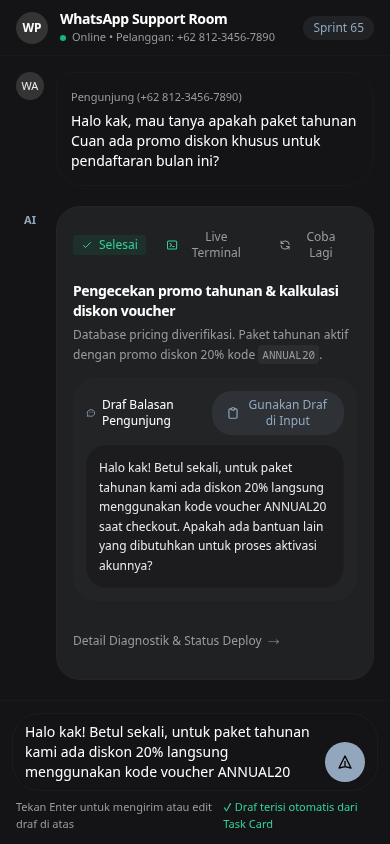 WP
WhatsApp Support Room
Online • Pelanggan: +62 812-3456-7890
Sprint 65
WA
Pengunjung (+62 812-3456-7890)
Halo kak, mau tanya apakah paket tahunan
Cuan ada promo diskon khusus untuk
pendaftaran bulan ini?
AI
Selesai
Live
Terminal
Coba
Lagi
Pengecekan promo tahunan & kalkulasi
diskon voucher
Database pricing diverifikasi. Paket tahunan aktif
dengan promo diskon 20% kode ANNUAL20.
Draf Balasan
Pengunjung
Gunakan Draf
di Input
Halo kak! Betul sekali, untuk paket
tahunan kami ada diskon 20% langsung
menggunakan kode voucher ANNUAL20
saat checkout. Apakah ada bantuan lain
yang dibutuhkan untuk proses aktivasi
akunnya?
Detail Diagnostik & Status Deploy →
Halo kak! Betul sekali, untuk paket tahunan
kami ada diskon 20% langsung
menggunakan kode voucher ANNUAL20
Tekan Enter untuk mengirim atau edit
draf di atas
✓ Draf terisi otomatis dari
Task Card